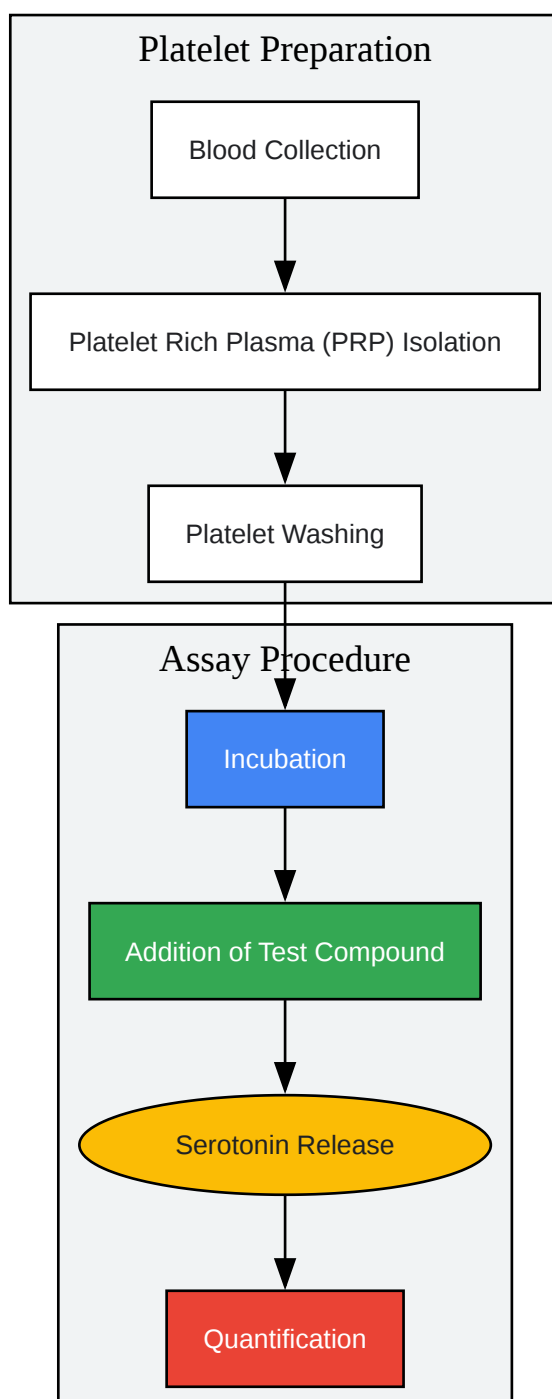 Platelet Preparation
Blood Collection
Platelet Rich Plasma (PRP) Isolation
Platelet Washing
Assay Procedure
Incubation
Addition of Test Compound
Serotonin Release
Quantification